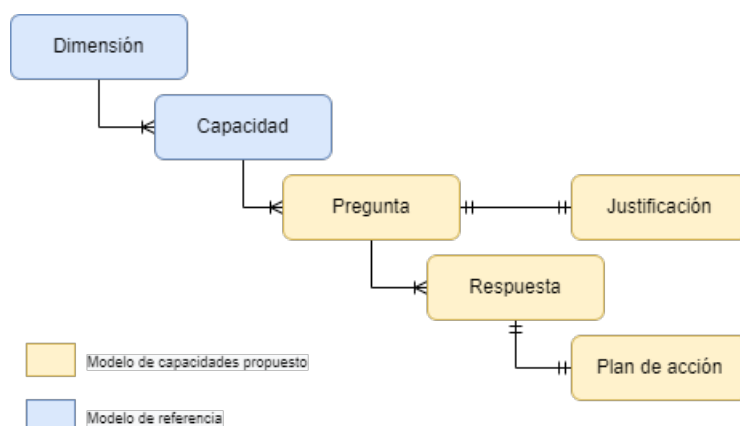 Dimensión
Capacidad
Pregunta
Justificación
Respuesta
Plan de acción
Modelo de capacidades propuesto
Modelo de referencia